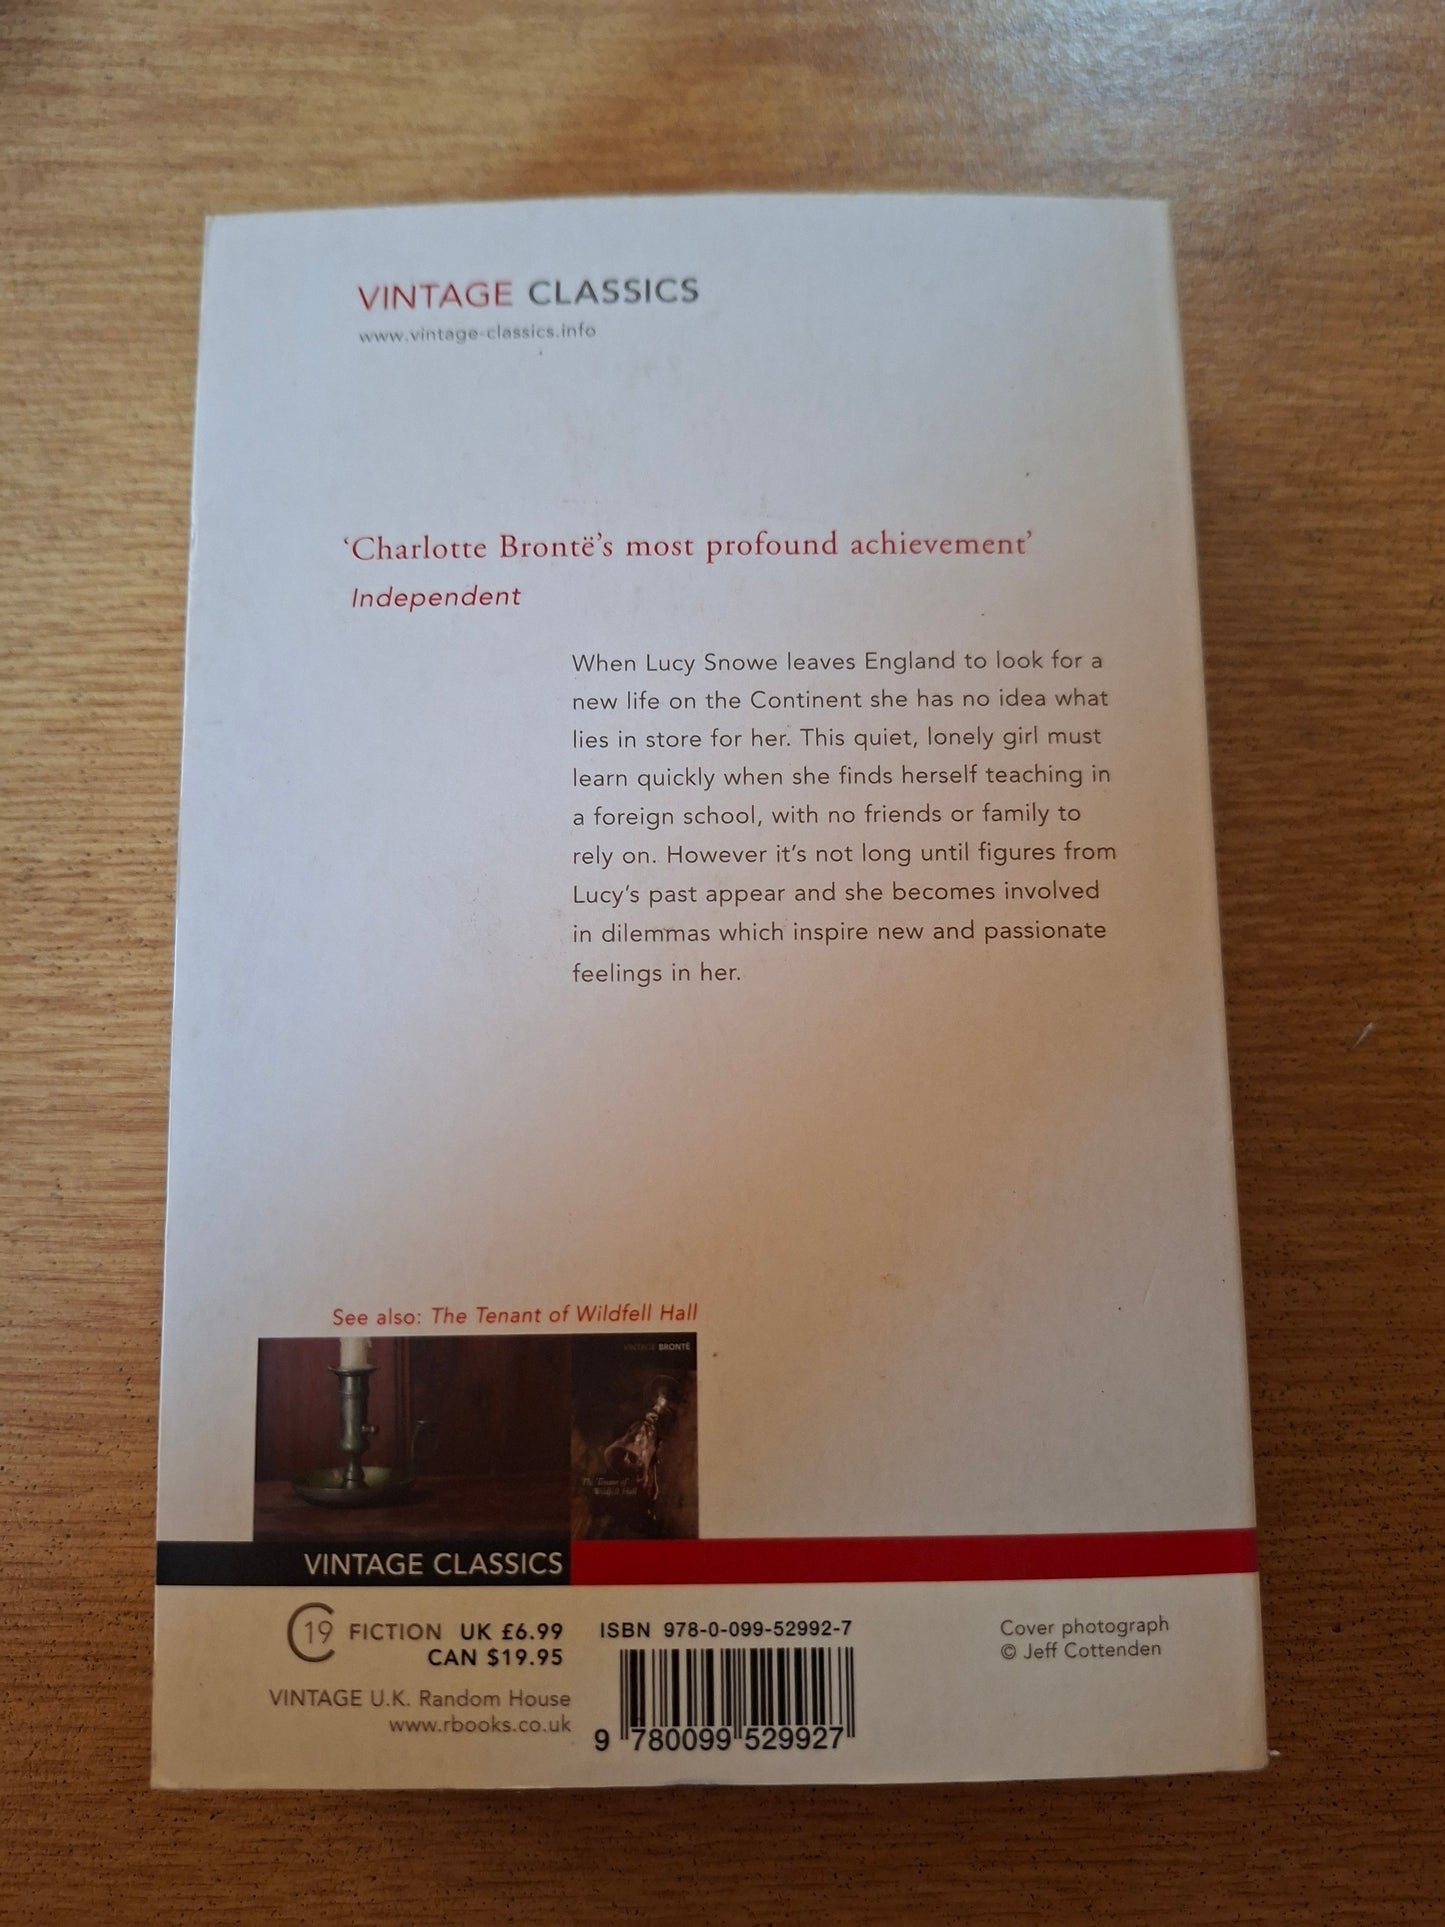 VINTAGE CLASSICS
www.vintage-classics.info
‘Charlotte Brontë’s most profound achievement’
Independent
When Lucy Snowe leaves England to look for a
new life on the Continent she has no idea what
lies in store for her. This quiet, lonely girl must
learn quickly when she finds herself teaching in
a foreign school, with no friends or family to
rely on. However it’s not long until figures from
Lucy’s past appear and she becomes involved
in dilemmas which inspire new and passionate
feelings in her.
See also: The Tenant of Wildfell Hall
VINTAGE BRONTË
The Tenant of
Wildfell Hall
VINTAGE CLASSICS
C19 FICTION UK £6.99
CAN $19.95
VINTAGE U.K. Random House
www.rbooks.co.uk
ISBN 978-0-099-52992-7
9 780099 529927
Cover photograph
© Jeff Cottenden